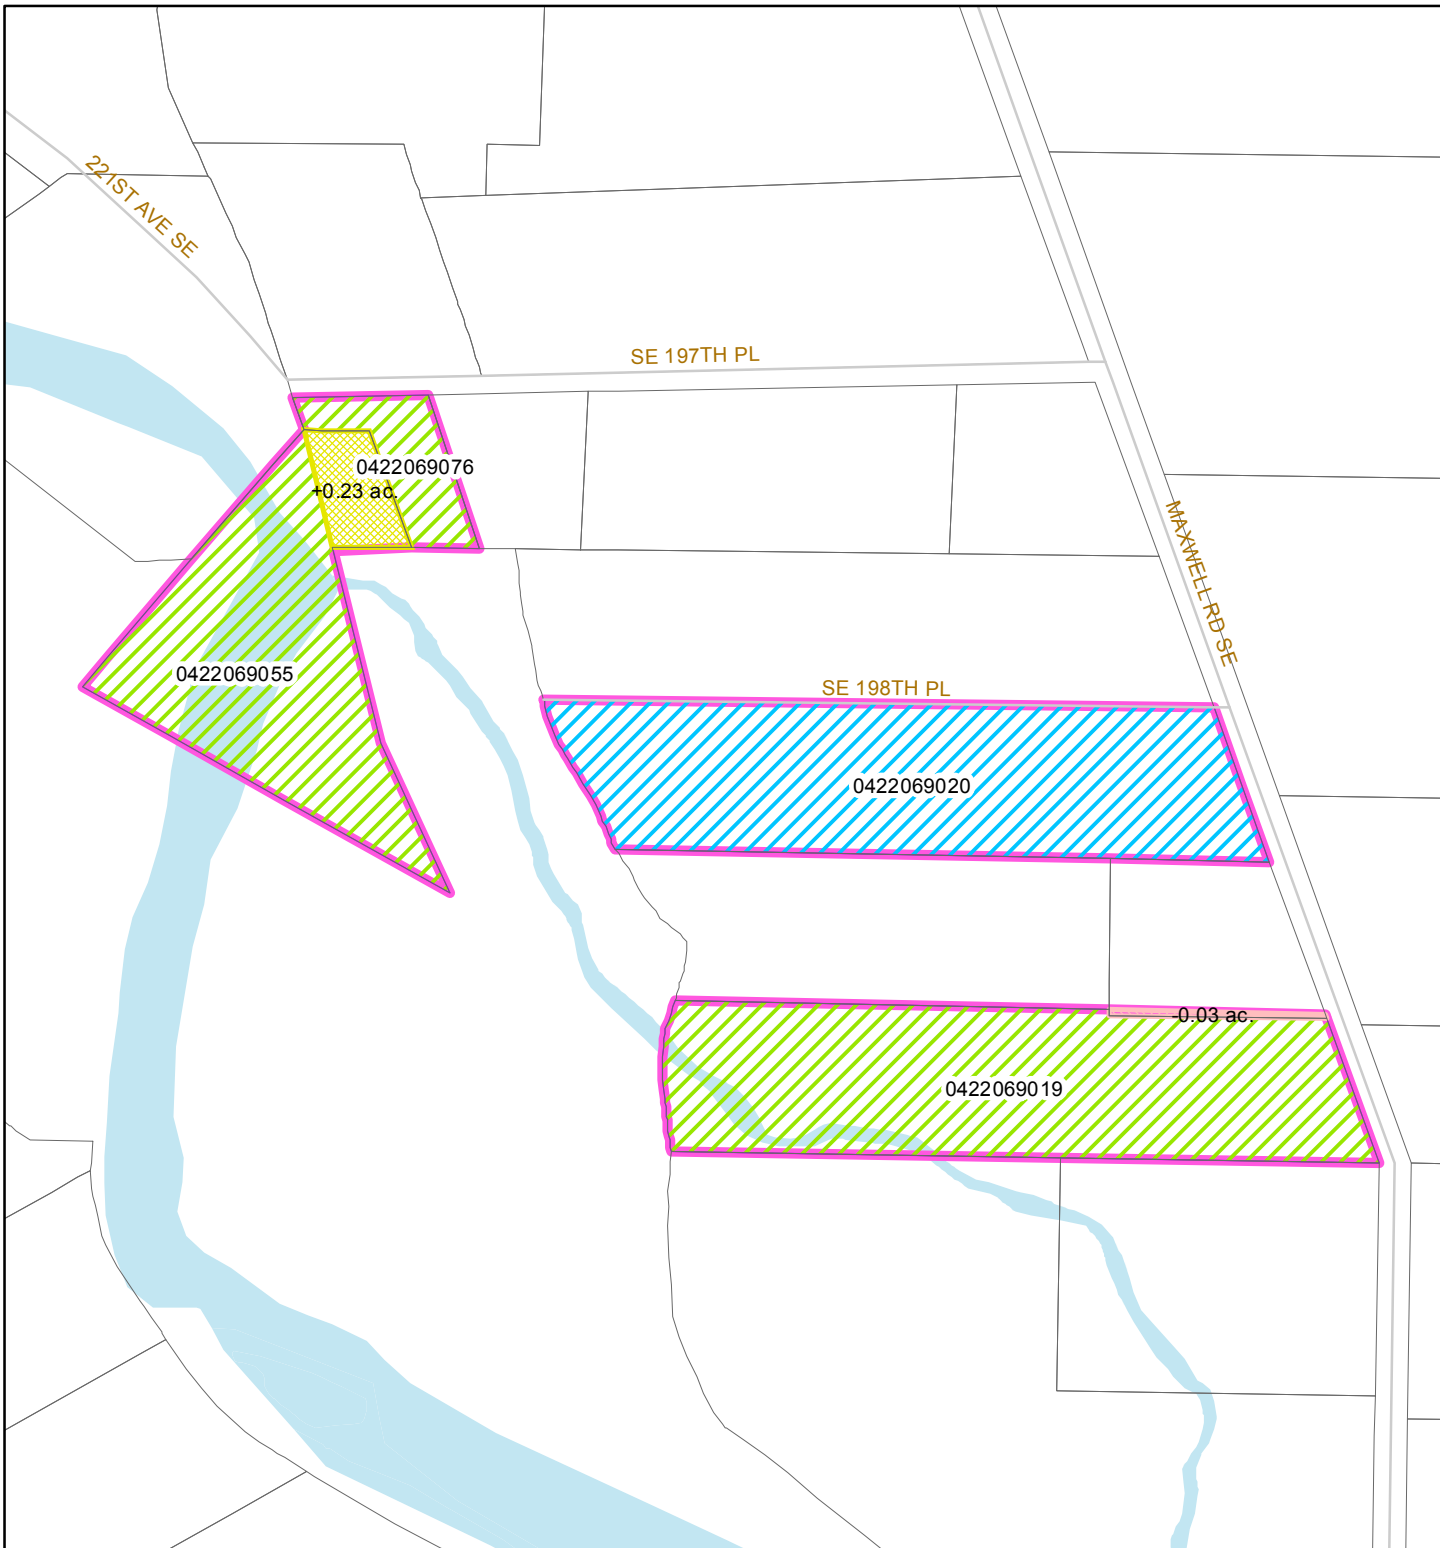 221ST AVE SE
SE 197TH PL
0422069076
+0.23 ac.
MAXWELL RD SE
0422069055
SE 198TH PL
0422069020
-0.03 ac.
0422069019